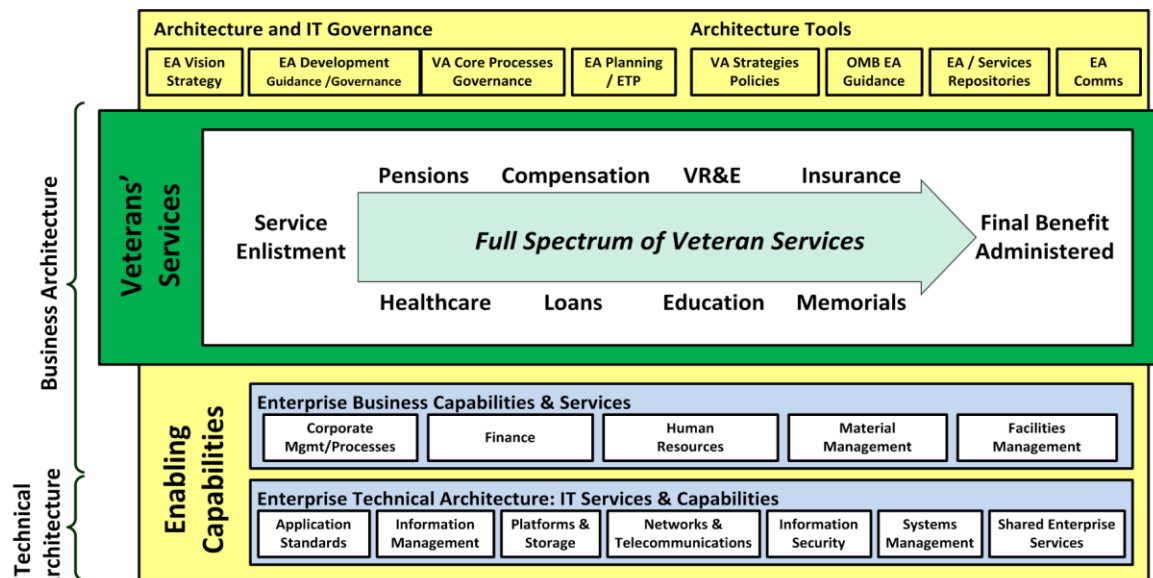 Architecture and IT Governance
Architecture Tools
EA Vision
Strategy
EA Development
Guidance /Governance
VA Core Processes
Governance
EA Planning
/ ETP
VA Strategies
Policies
OMB EA
Guidance
EA / Services
Repositories
EA
Comms
Business Architecture
Veterans'
Services
Pensions
Compensation
VR&E
Insurance
Service
Enlistment
Full Spectrum of Veteran Services
Final Benefit
Administered
Healthcare
Loans
Education
Memorials
Enabling
Capabilities
Enterprise Business Capabilities & Services
Corporate
Mgmt/Processes
Finance
Human
Resources
Material
Management
Facilities
Management
Technical
Architecture
Enterprise Technical Architecture: IT Services & Capabilities
Application
Standards
Information
Management
Platforms &
Storage
Networks &
Telecommunications
Information
Security
Systems
Management
Shared Enterprise
Services